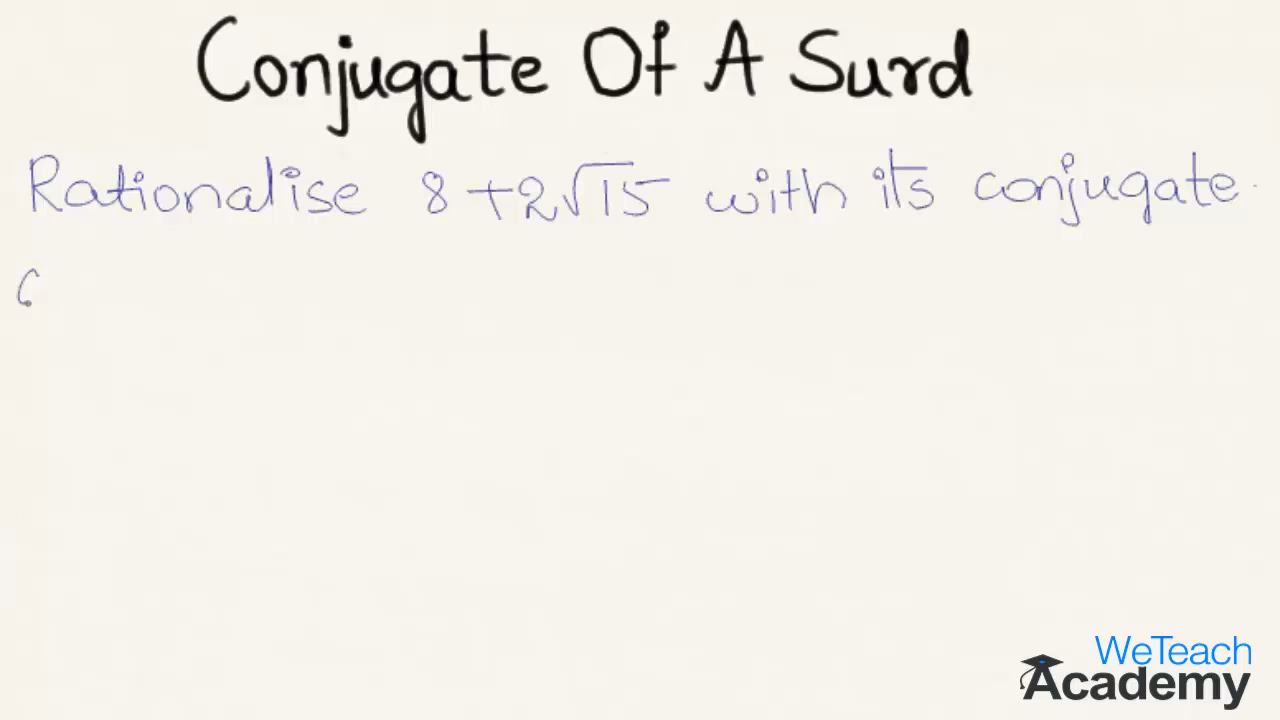 Conjugate Of A Surd
Rationalise 8+2√15 with its conjugate.
WeTeach
Academy